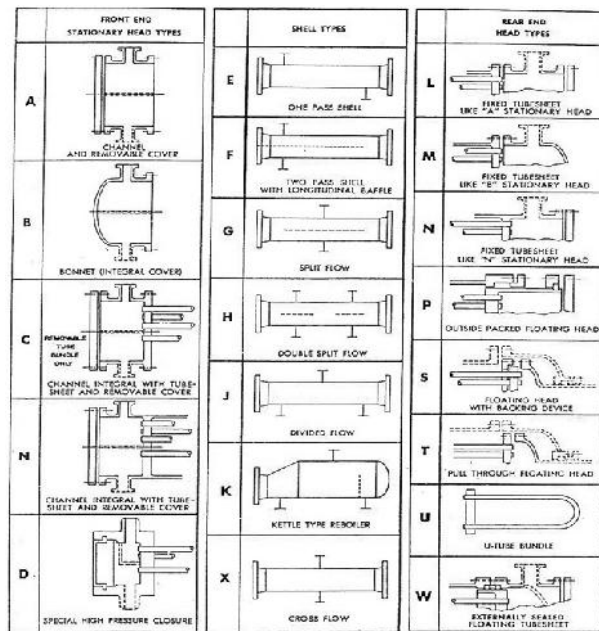 FRONT END
STATIONARY HEAD TYPES
A
CHANNEL
AND REMOVABLE COVER
B
BONNET (INTEGRAL COVER)
C
REMOVABLE
TUBE
BUNDLE
ONLY
CHANNEL INTEGRAL WITH TUBE-
SHEET AND REMOVABLE COVER
N
CHANNEL INTEGRAL WITH TUBE-
SHEET AND REMOVABLE COVER
D
SPECIAL HIGH PRESSURE CLOSURE
SHELL TYPES
E
ONE PASS SHELL
F
TWO PASS SHELL
WITH LONGITUDINAL BAFFLE
G
SPLIT FLOW
H
DOUBLE SPLIT FLOW
J
DIVIDED FLOW
K
KETTLE TYPE REBOILER
X
CROSS FLOW
REAR END
HEAD TYPES
L
FIXED TUBESHEET
LIKE "A" STATIONARY HEAD
M
FIXED TUBESHEET
LIKE "B" STATIONARY HEAD
N
FIXED TUBESHEET
LIKE "N" STATIONARY HEAD
P
OUTSIDE PACKED FLOATING HEAD
S
FLOATING HEAD
WITH BACKING DEVICE
T
PULL THROUGH FLOATING HEAD
U
U-TUBE BUNDLE
W
EXTERNALLY SEALED
FLOATING TUBESHEET